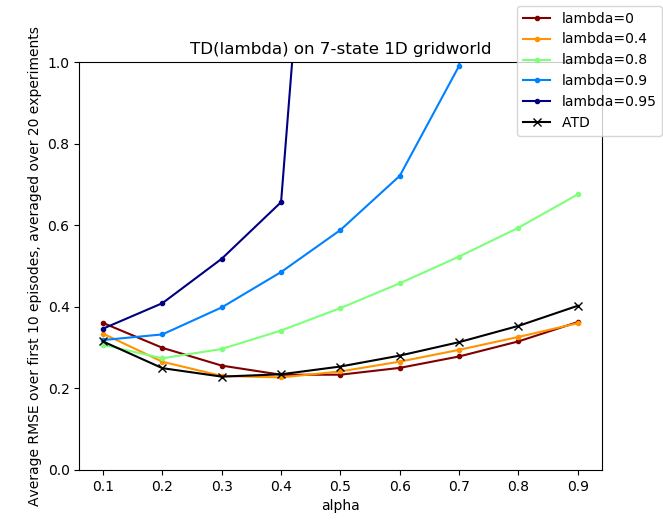 TD(lambda) on 7-state 1D gridworld
lambda=0
lambda=0.4
lambda=0.8
lambda=0.9
lambda=0.95
ATD
Average RMSE over first 10 episodes, averaged over 20 experiments
1.0
0.8
0.6
0.4
0.2
0.0
0.1 0.2 0.3 0.4 0.5 0.6 0.7 0.8 0.9
alpha